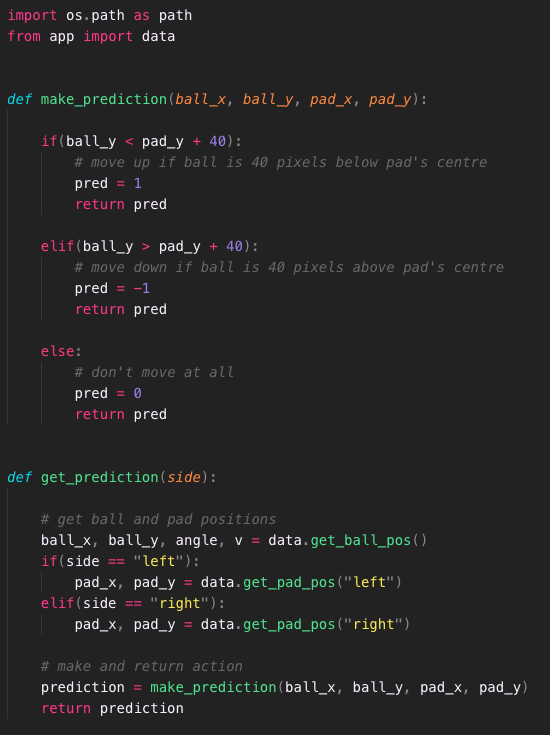 import os.path as path
from app import data
def make_prediction(ball_x, ball_y, pad_x, pad_y):
if(ball_y < pad_y + 40):
# move up if ball is 40 pixels below pad's centre
pred = 1
return pred
elif(ball_y > pad_y + 40):
# move down if ball is 40 pixels above pad's centre
pred = −1
return pred
else:
# don't move at all
pred = 0
return pred
def get_prediction(side):
# get ball and pad positions
ball_x, ball_y, angle, v = data.get_ball_pos()
if(side == "left"):
pad_x, pad_y = data.get_pad_pos("left")
elif(side == "right"):
pad_x, pad_y = data.get_pad_pos("right")
# make and return action
prediction = make_prediction(ball_x, ball_y, pad_x, pad_y)
return prediction